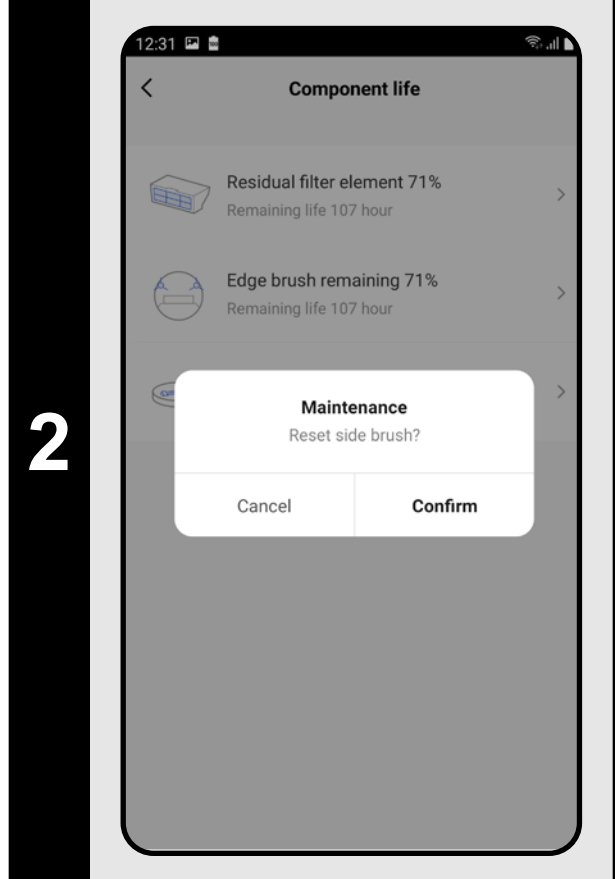 2
12:31
Component life
Residual filter element 71%
Remaining life 107 hour
Edge brush remaining 71%
Remaining life 107 hour
Maintenance
Reset side brush?
Cancel
Confirm